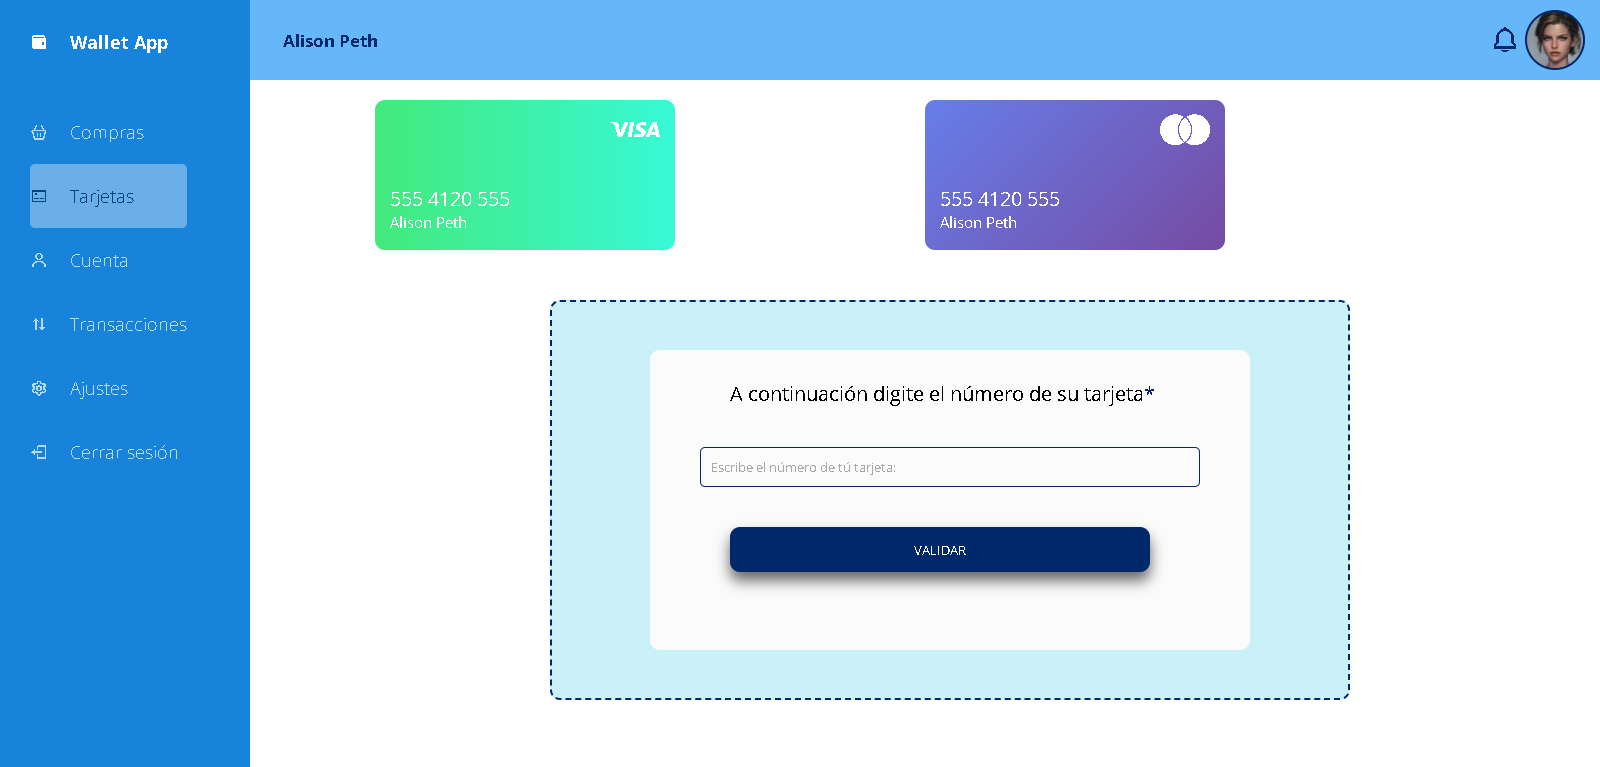 Wallet App
Alison Peth
Compras
Tarjetas
Cuenta
Transacciones
Ajustes
Cerrar sesión
VISA
555 4120 555
Alison Peth
555 4120 555
Alison Peth
A continuación digite el número de su tarjeta*
Escribe el número de tú tarjeta:
VALIDAR